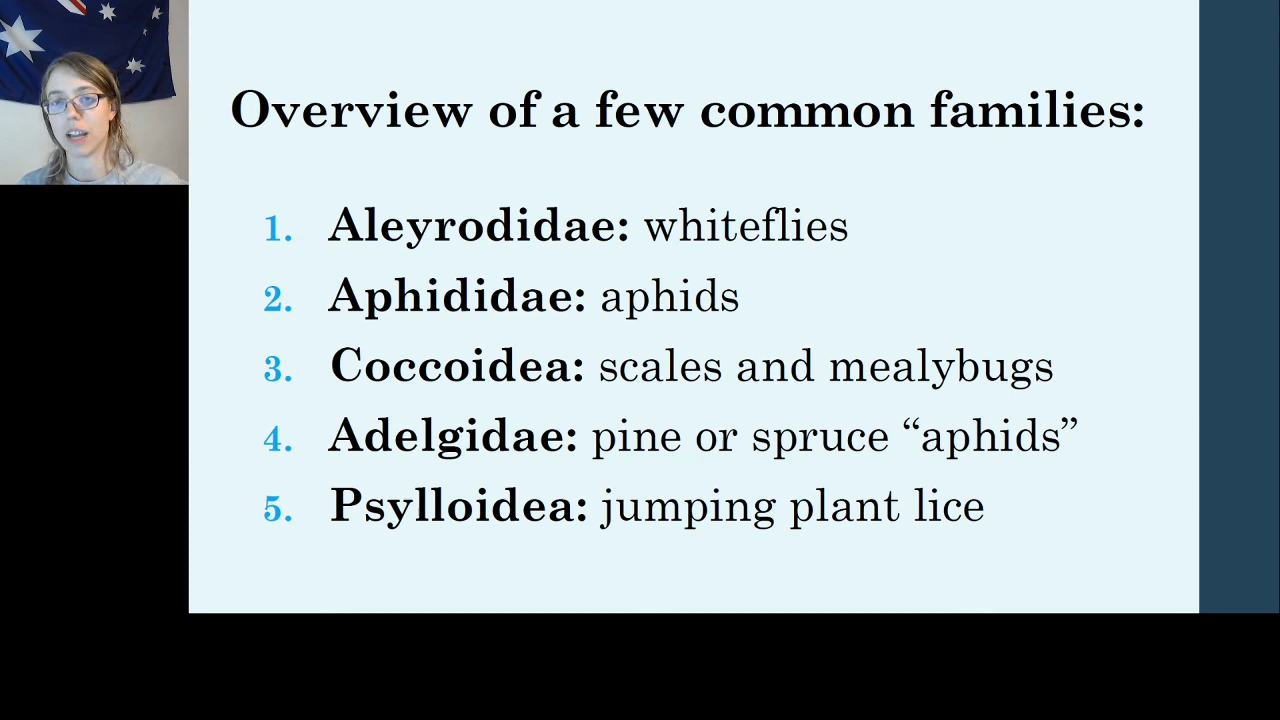 Overview of a few common families:
1. Aleyrodidae: whiteflies
2. Aphididae: aphids
3. Coccoidea: scales and mealybugs
4. Adelgidae: pine or spruce “aphids”
5. Psylloidea: jumping plant lice